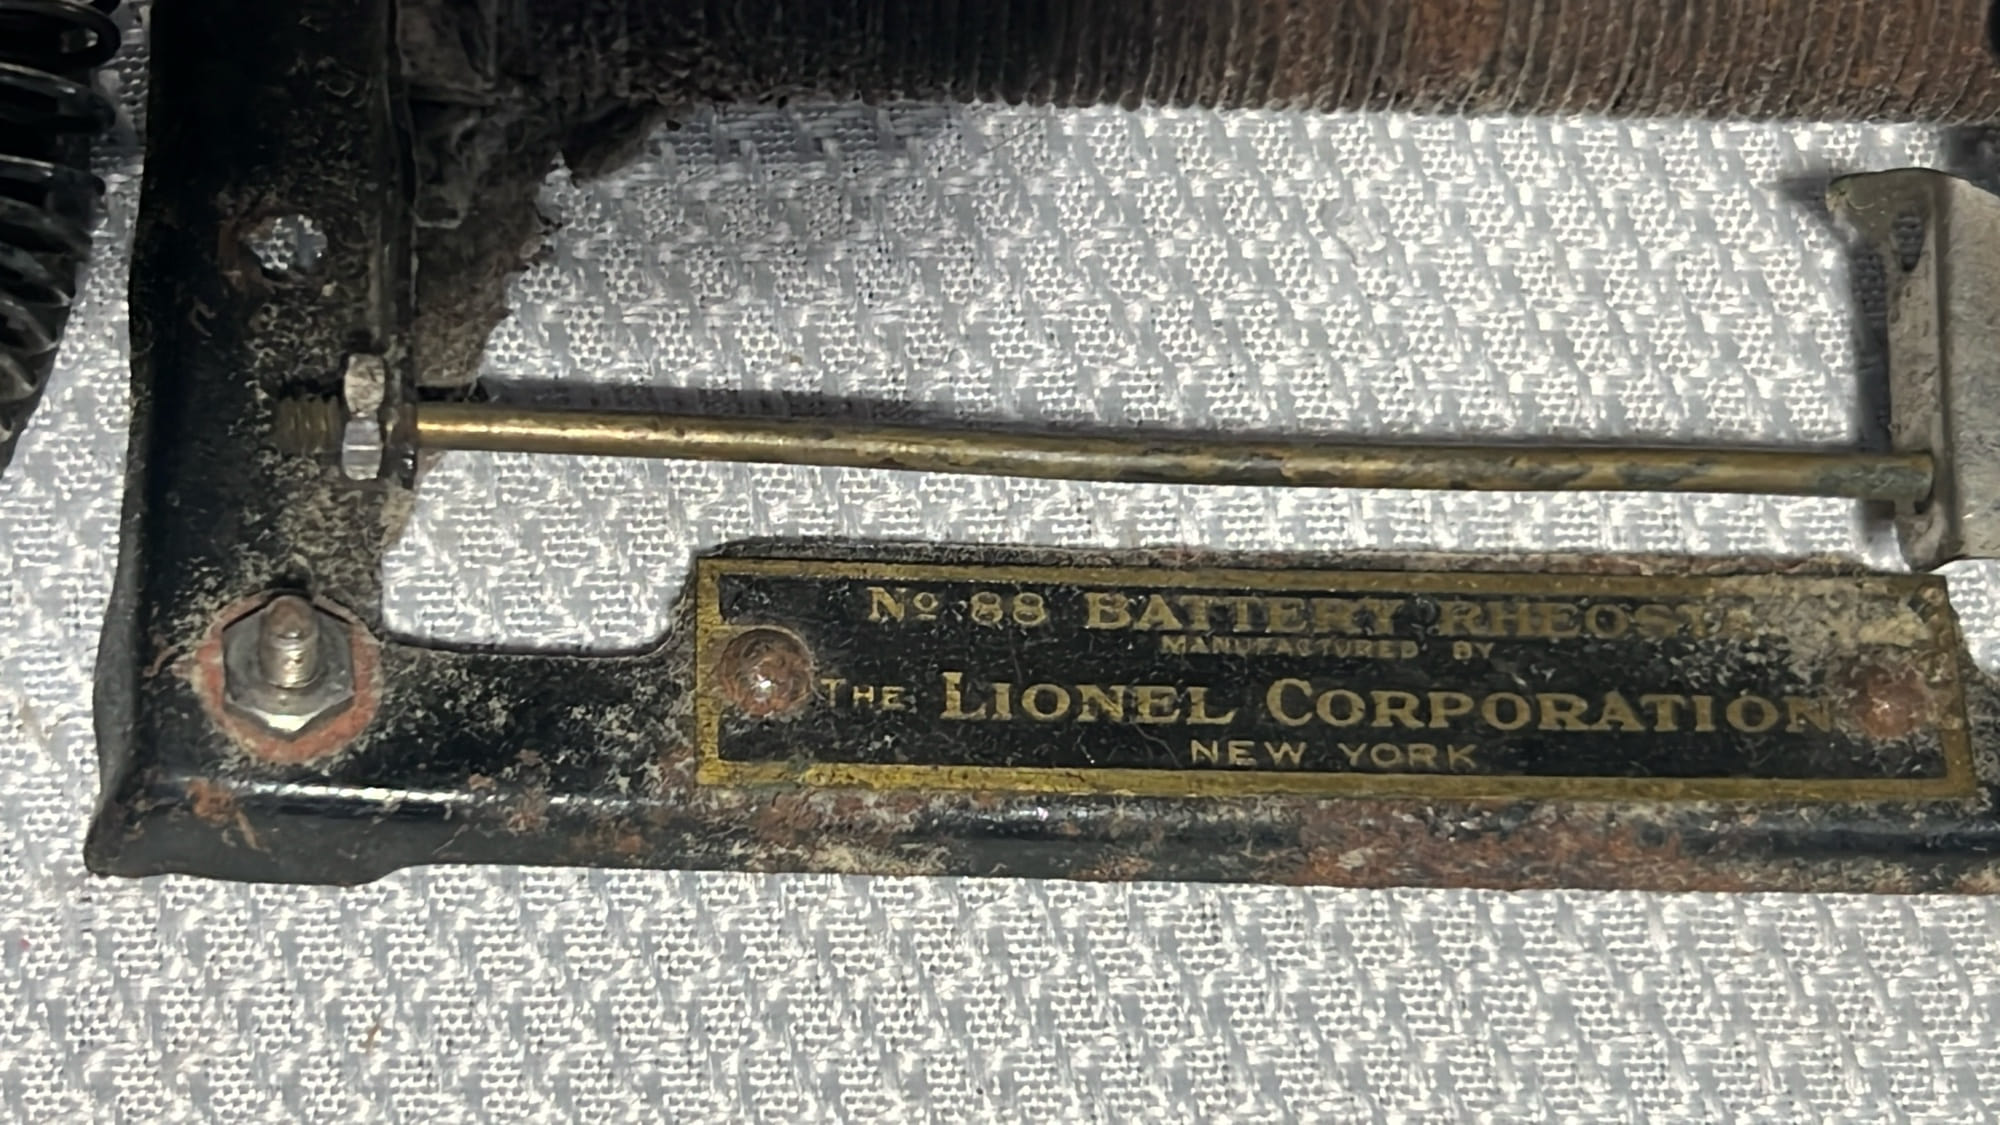 No 88 BATTERY
MANUFACTURED BY
THE LIONEL CORPORATION
NEW YORK